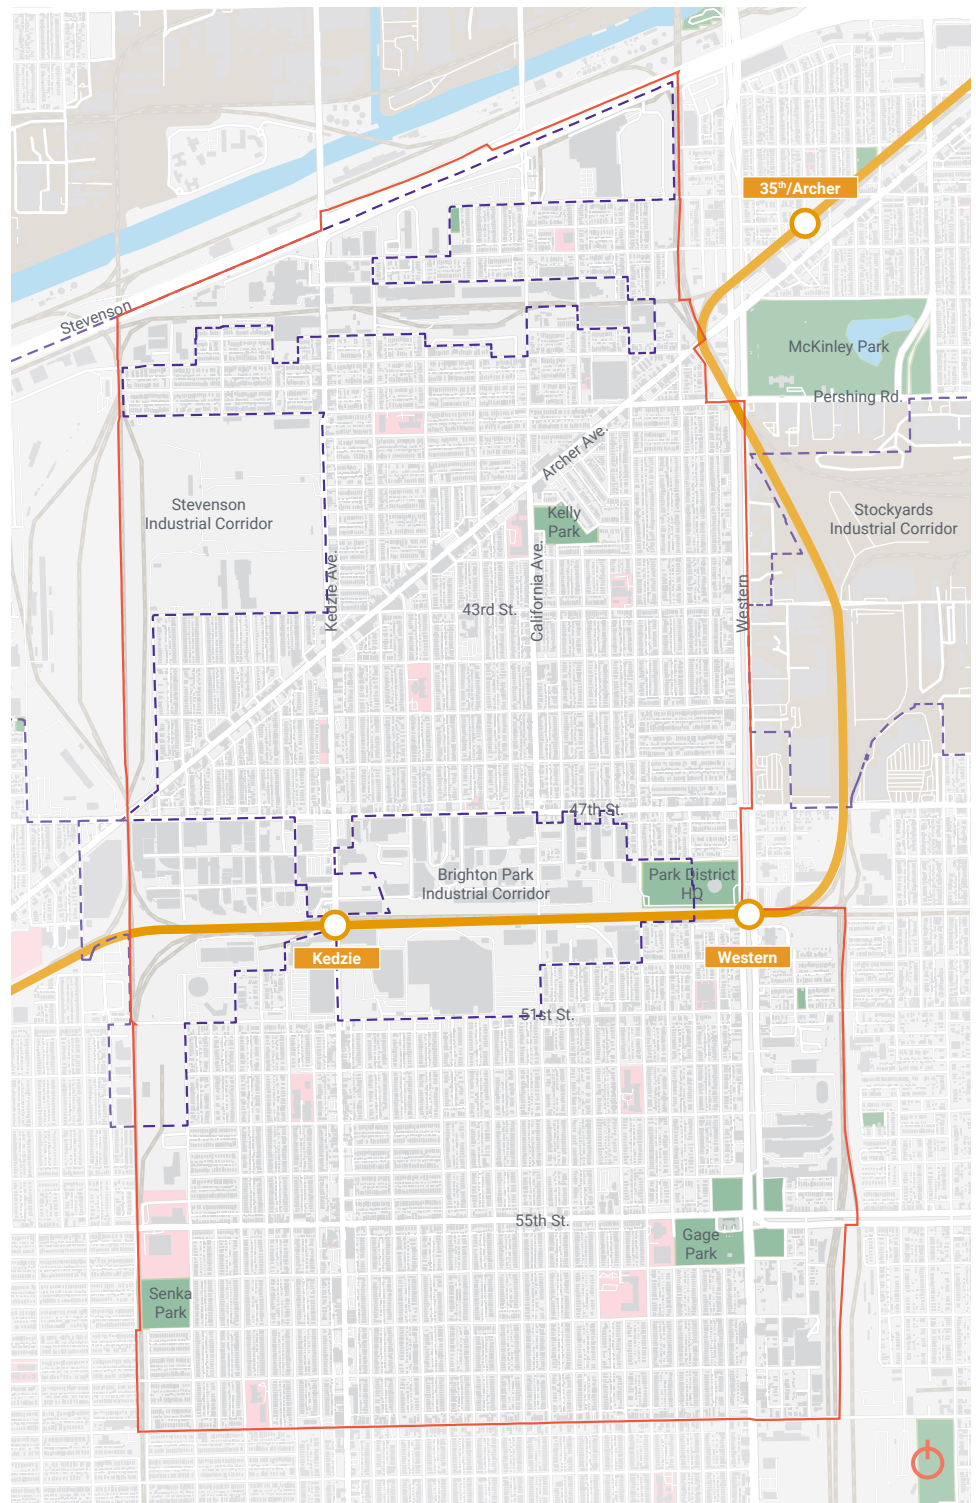 35th/Archer
Stevenson
McKinley Park
Pershing Rd.
Archer Ave.
Stevenson
Industrial Corridor
Kelly
Park
Stockyards
Industrial Corridor
Kedzie Ave.
California Ave.
Western
43rd St.
47th St.
Brighton Park
Industrial Corridor
Park District
HQ
Kedzie
Western
51st St.
55th St.
Gage
Park
Senka
Park